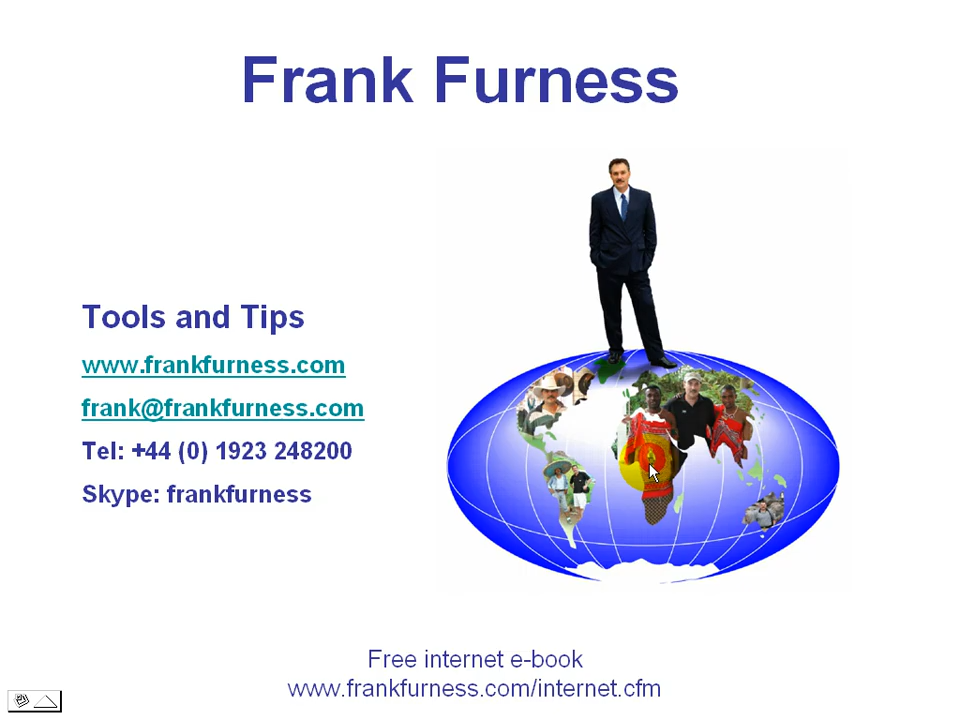 Frank Furness
Tools and Tips
www.frankfurness.com
frank@frankfurness.com
Tel: +44 (0) 1923 248200
Skype: frankfurness
Free internet e-book
www.frankfurness.com/internet.cfm